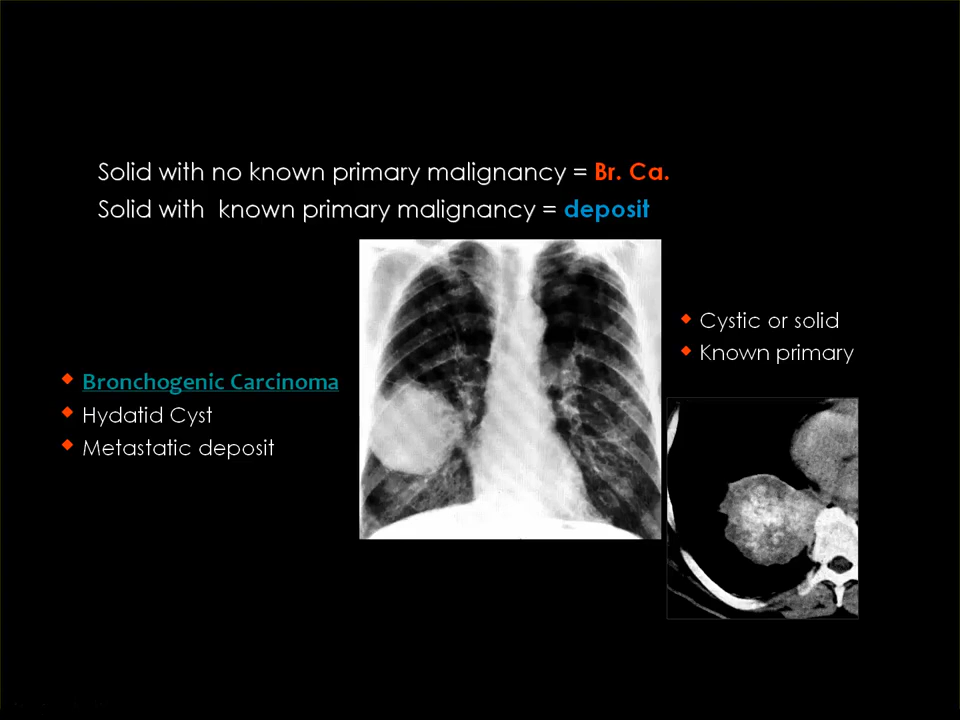 Solid with no known primary malignancy = Br. Ca.
Solid with known primary malignancy = deposit
Cystic or solid
Known primary
Bronchogenic Carcinoma
Hydatid Cyst
Metastatic deposit